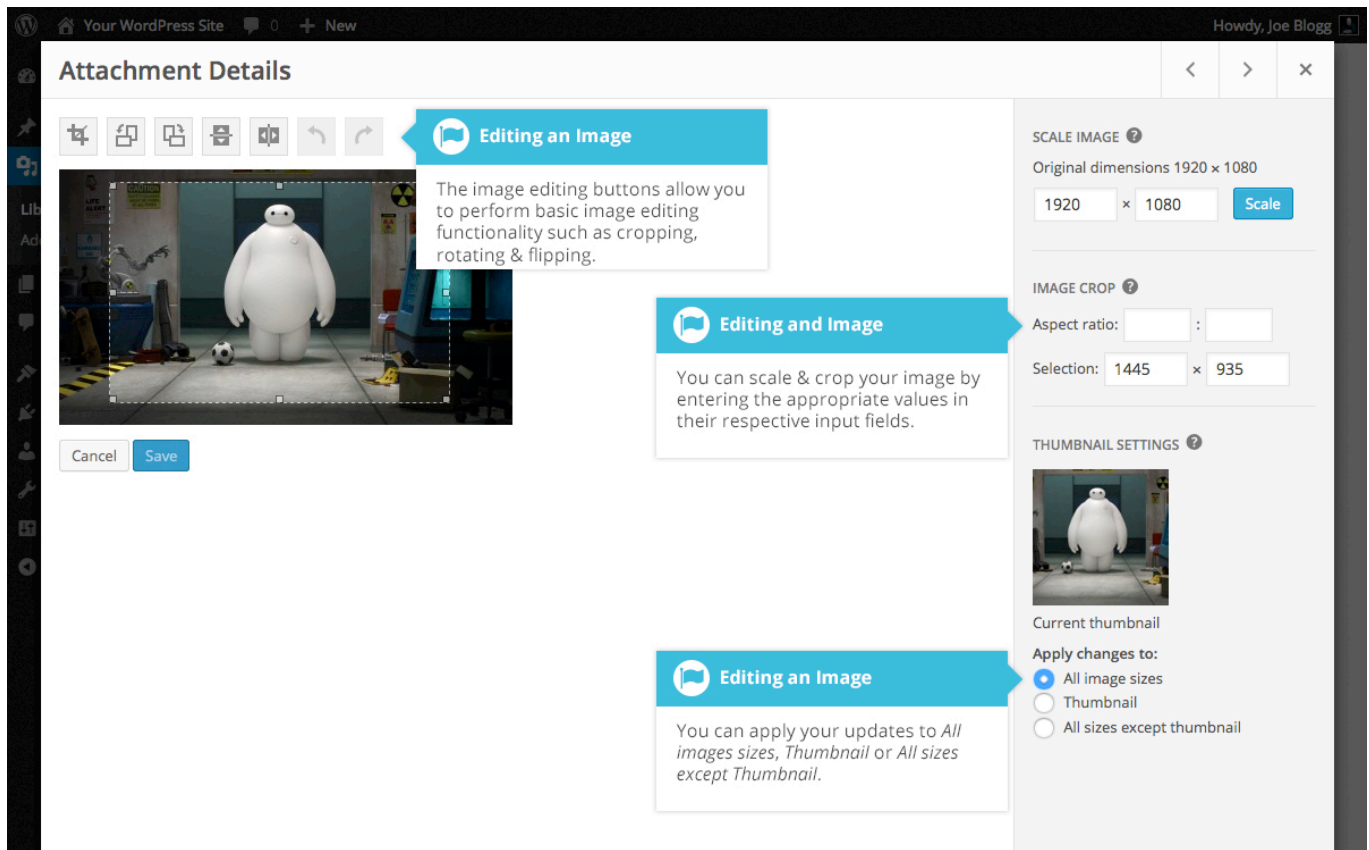 Your WordPress Site 0 + New
Howdy, Joe Blogg
Attachment Details
Lib
Ad
Editing an Image
The image editing buttons allow you
to perform basic image editing
functionality such as cropping,
rotating & flipping.
CAUTION
LIFE
ALERT
Cancel Save
Editing and Image
You can scale & crop your image by
entering the appropriate values in
their respective input fields.
Editing an Image
You can apply your updates to All
images sizes, Thumbnail or All sizes
except Thumbnail.
SCALE IMAGE ?
Original dimensions 1920 × 1080
1920 × 1080 Scale
IMAGE CROP ?
Aspect ratio: :
Selection: 1445 × 935
THUMBNAIL SETTINGS ?
Current thumbnail
Apply changes to:
All image sizes
Thumbnail
All sizes except thumbnail